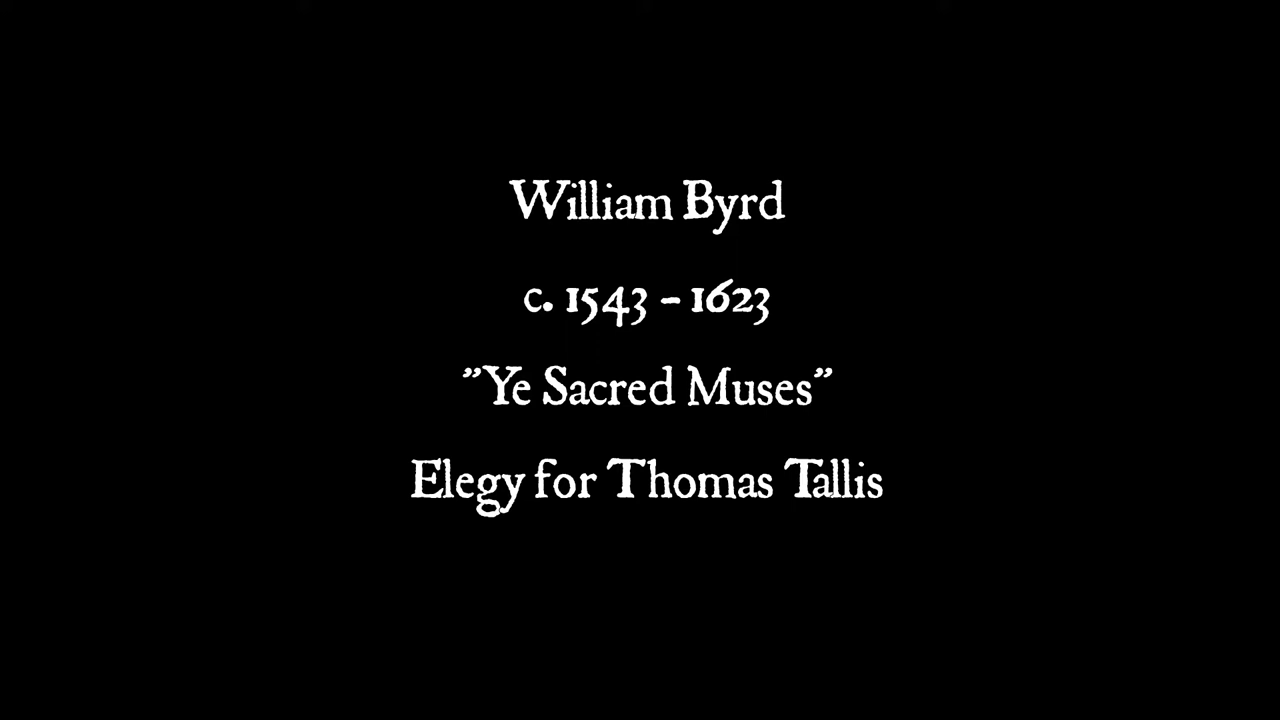 William Byrd
c. 1543 - 1623
"Ye Sacred Muses"
Elegy for Thomas Tallis